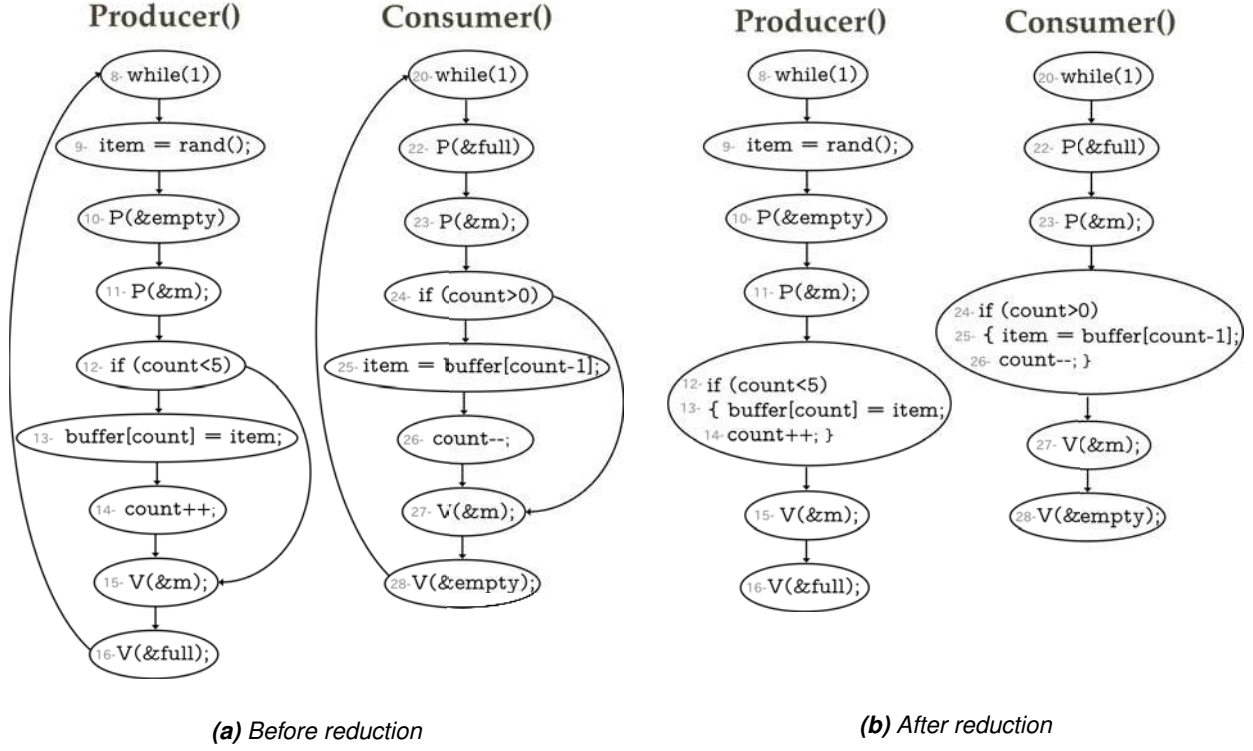 Producer()
8- while(1)
9- item = rand();
10- P(&empty)
11- P(&m);
12- if (count<5)
13- buffer[count] = item;
14- count++;
15- V(&m);
16- V(&full);
Consumer()
20- while(1)
22- P(&full)
23- P(&m);
24- if (count>0)
25- item = buffer[count-1];
26- count--;
27- V(&m);
28- V(&empty);
(a) Before reduction
Producer()
8- while(1)
9- item = rand();
10- P(&empty)
11- P(&m);
12- if (count<5)
13- { buffer[count] = item;
14- count++; }
15- V(&m);
16- V(&full);
Consumer()
20- while(1)
22- P(&full)
23- P(&m);
24- if (count>0)
25- { item = buffer[count-1];
26- count--; }
27- V(&m);
28- V(&empty);
(b) After reduction